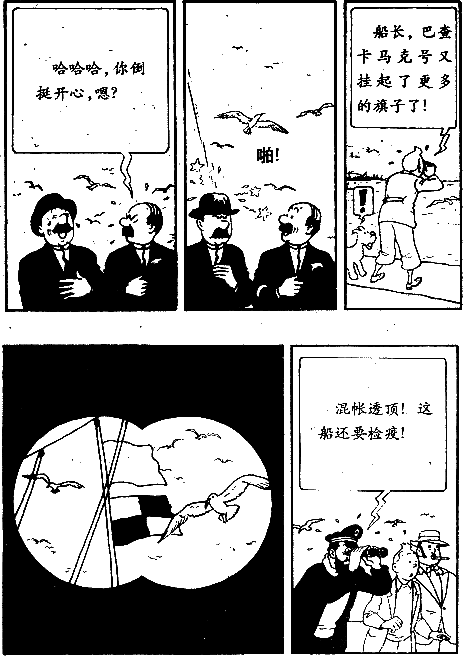 哈哈哈，你倒
挺开心，嗯？
啪！
船长，巴查
卡马克号又
挂起了更多
的旗子了！
！
混帐透顶！这
船还要检疫！